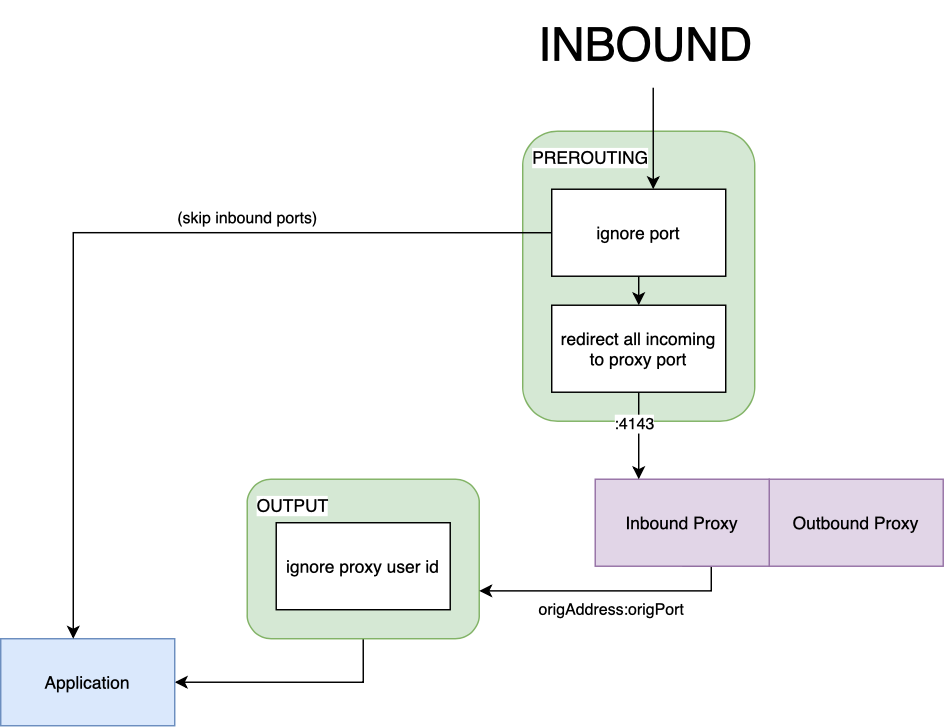 INBOUND
PREROUTING
(skip inbound ports)
ignore port
redirect all incoming
to proxy port
:4143
OUTPUT
ignore proxy user id
Inbound Proxy
Outbound Proxy
origAddress:origPort
Application